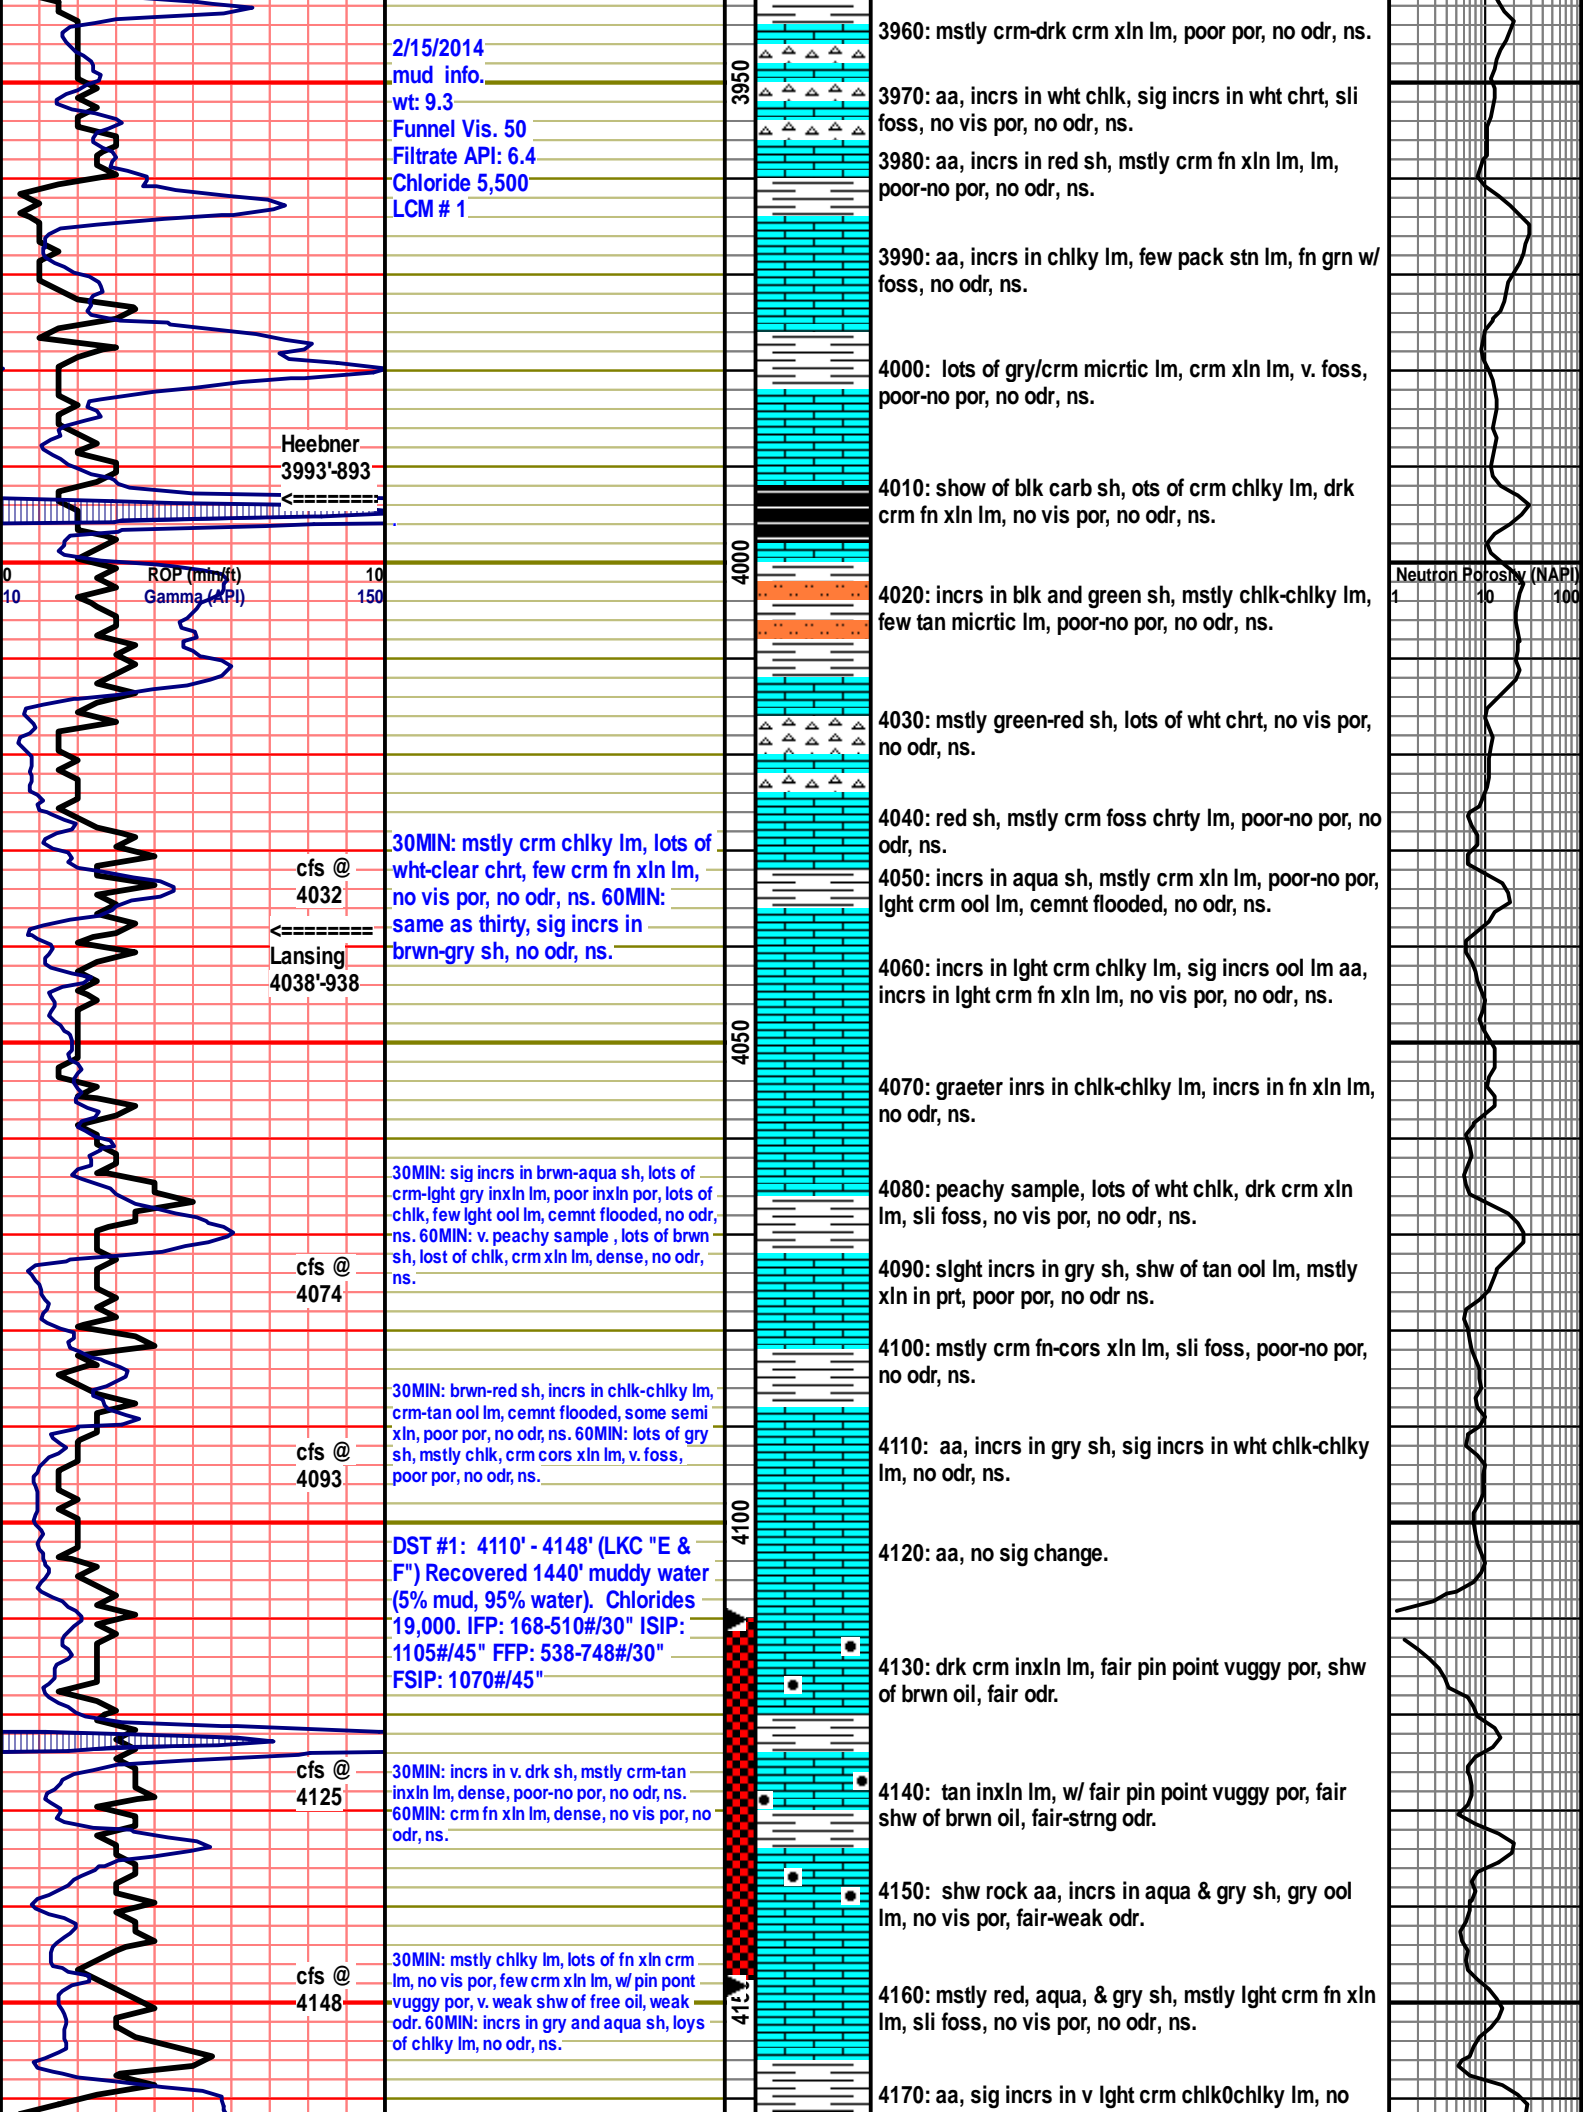 2/15/2014
mud  info.
wt: 9.3
Funnel Vis. 50
Filtrate API: 6.4
Chloride 5,500
LCM # 1
Heebner
3993'-893
<========
0
ROP (min/ft)
10
10
Gamma (API)
150
cfs @
4032
<========
Lansing
4038'-938
30MIN: mstly crm chlky lm, lots of
wht-clear chrt, few crm fn xln lm,
no vis por, no odr, ns. 60MIN:
same as thirty, sig incrs in
brwn-gry sh, no odr, ns.
30MIN: sig incrs in brwn-aqua sh, lots of
crm-lght gry inxln lm, poor inxln por, lots of
chlk, few lght ool lm, cemnt flooded, no odr,
ns. 60MIN: v. peachy sample , lots of brwn
sh, lost of chlk, crm xln lm, dense, no odr,
ns.
cfs @
4074
30MIN: brwn-red sh, incrs in chlk-chlky lm,
crm-tan ool lm, cemnt flooded, some semi
xln, poor por, no odr, ns. 60MIN: lots of gry
sh, mstly chlk, crm cors xln lm, v. foss,
poor por, no odr, ns.
cfs @
4093
DST #1:  4110' - 4148' (LKC "E &
F") Recovered 1440' muddy water
(5% mud, 95% water).  Chlorides
19,000. IFP: 168-510#/30" ISIP:
1105#/45" FFP: 538-748#/30"
FSIP: 1070#/45"
cfs @
4125
30MIN: incrs in v. drk sh, mstly crm-tan
inxln lm, dense, poor-no por, no odr, ns.
60MIN: crm fn xln lm, dense, no vis por, no
odr, ns.
cfs @
4148
30MIN: mstly chlky lm, lots of fn xln crm
lm, no vis por, few crm xln lm, w/ pin pont
vuggy por, v. weak shw of free oil, weak
odr. 60MIN: incrs in gry and aqua sh, loys
of chlky lm, no odr, ns.
3950
4000
4050
4100
3960: mstly crm-drk crm xln lm, poor por, no odr, ns.
3970: aa, incrs in wht chlk, sig incrs in wht chrt, sli
foss, no vis por, no odr, ns.
3980: aa, incrs in red sh, mstly crm fn xln lm, lm,
poor-no por, no odr, ns.
3990: aa, incrs in chlky lm, few pack stn lm, fn grn w/
foss, no odr, ns.
4000:  lots of gry/crm micrtic lm, crm xln lm, v. foss,
poor-no por, no odr, ns.
4010: show of blk carb sh, ots of crm chlky lm, drk
crm fn xln lm, no vis por, no odr, ns.
4020: incrs in blk and green sh, mstly chlk-chlky lm,
few tan micrtic lm, poor-no por, no odr, ns.
4030: mstly green-red sh, lots of wht chrt, no vis por,
no odr, ns.
4040: red sh, mstly crm foss chrty lm, poor-no por, no
odr, ns.
4050: incrs in aqua sh, mstly crm xln lm, poor-no por,
lght crm ool lm, cemnt flooded, no odr, ns.
4060: incrs in lght crm chlky lm, sig incrs ool lm aa,
incrs in lght crm fn xln lm, no vis por, no odr, ns.
4070: graeter inrs in chlk-chlky lm, incrs in fn xln lm,
no odr, ns.
4080: peachy sample, lots of wht chlk, drk crm xln
lm, sli foss, no vis por, no odr, ns.
4090: slght incrs in gry sh, shw of tan ool lm, mstly
xln in prt, poor por, no odr ns.
4100: mstly crm fn-cors xln lm, sli foss, poor-no por,
no odr, ns.
4110:  aa, incrs in gry sh, sig incrs in wht chlk-chlky
lm, no odr, ns.
4120: aa, no sig change.
4130: drk crm inxln lm, fair pin point vuggy por, shw
of brwn oil, fair odr.
4140:  tan inxln lm, w/ fair pin point vuggy por, fair
shw of brwn oil, fair-strng odr.
4150:  shw rock aa, incrs in aqua & gry sh, gry ool
lm, no vis por, fair-weak odr.
4160: mstly red, aqua, & gry sh, mstly lght crm fn xln
lm, sli foss, no vis por, no odr, ns.
4170: aa, sig incrs in v lght crm chlk0chlky lm, no
Neutron Porosity (NAPI)
1
10
100